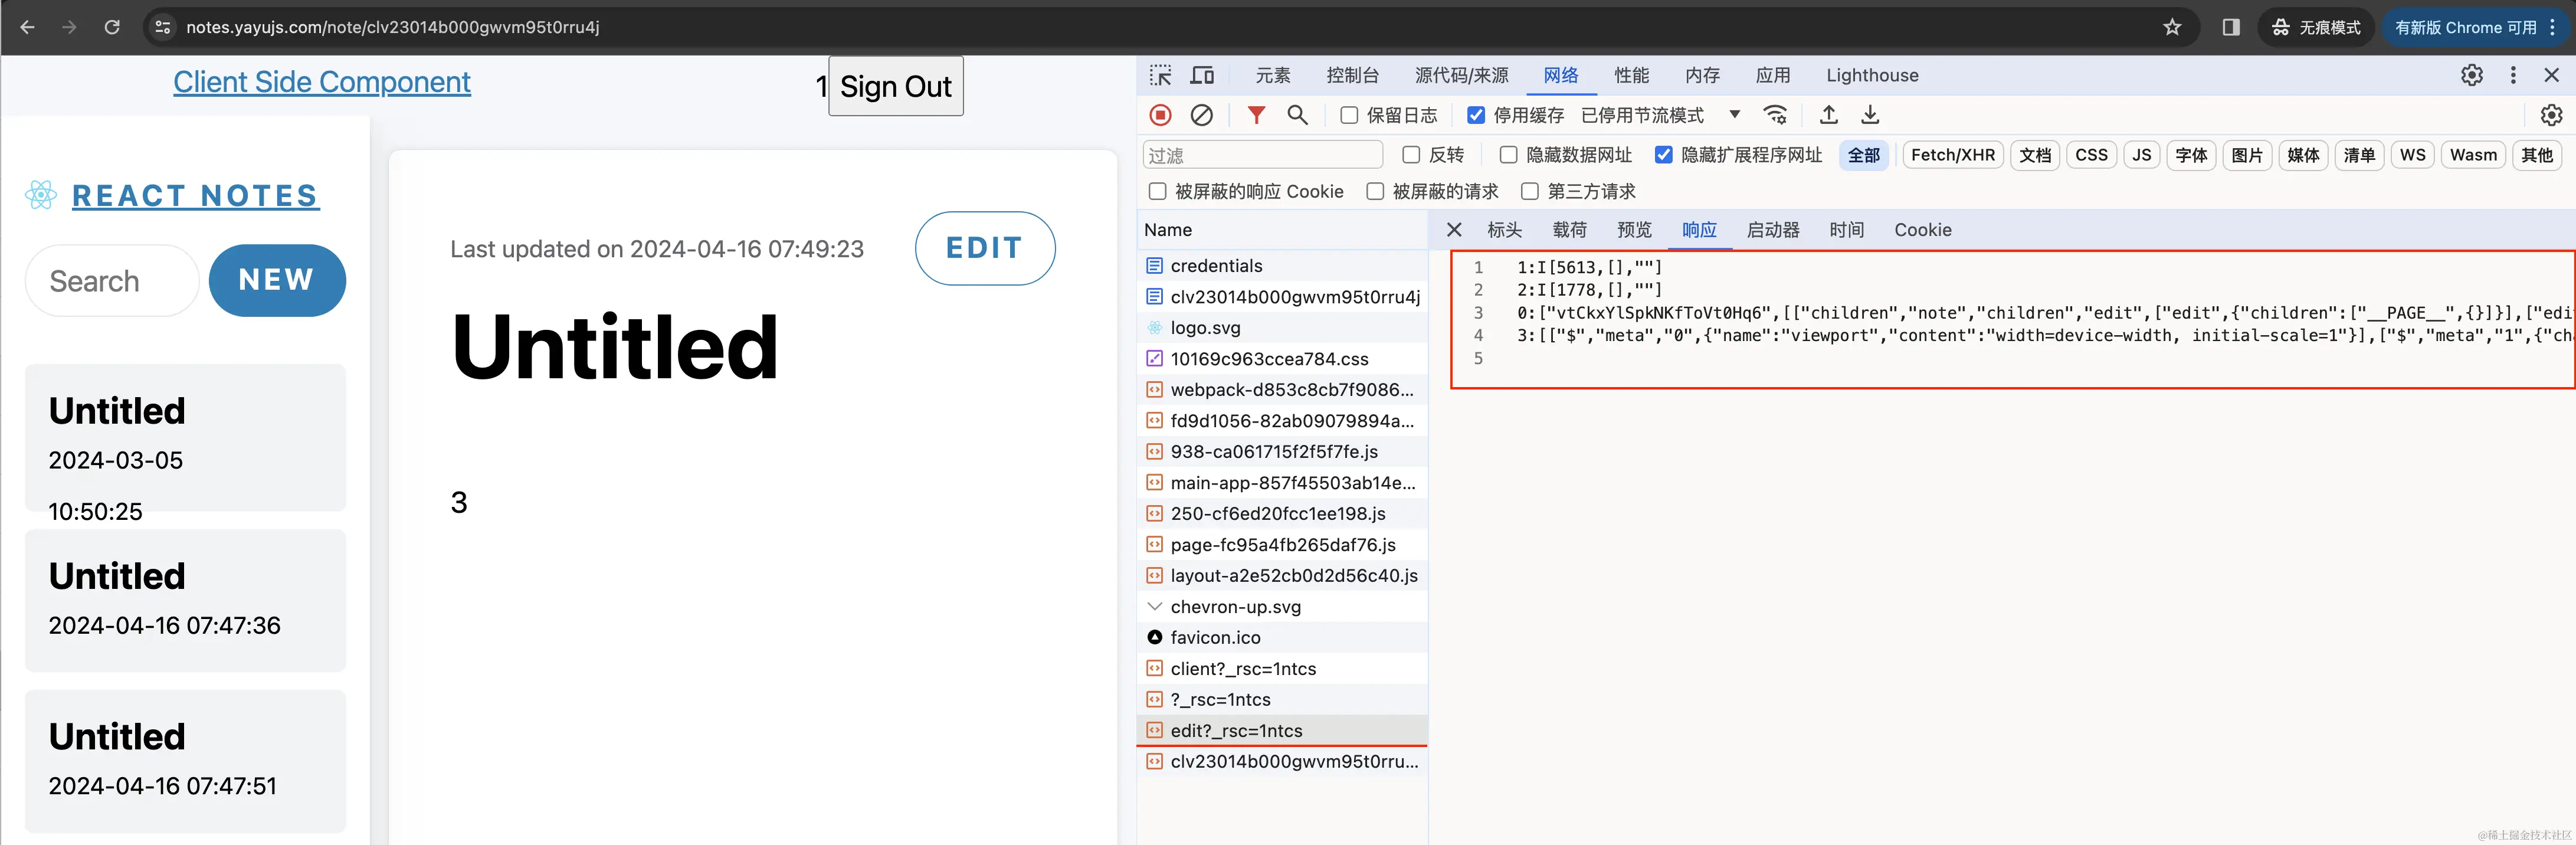 notes.yayujs.com/note/clv23014b000gwvm95t0rru4j
无痕模式
有新版 Chrome 可用
Client Side Component
1
Sign Out
REACT NOTES
Search
NEW
Untitled
2024-03-05
10:50:25
Untitled
2024-04-16 07:47:36
Untitled
2024-04-16 07:47:51
Last updated on 2024-04-16 07:49:23
EDIT
Untitled
3
元素 控制台 源代码/来源 网络 性能 内存 应用 Lighthouse
保留日志 停用缓存 已停用节流模式
过滤 反转 隐藏数据网址 隐藏扩展程序网址 全部 Fetch/XHR 文档 CSS JS 字体 图片 媒体 清单 WS Wasm 其他
被屏蔽的响应 Cookie 被屏蔽的请求 第三方请求
Name
credentials
clv23014b000gwvm95t0rru4j
logo.svg
10169c963ccea784.css
webpack-d853c8cb7f9086...
fd9d1056-82ab09079894a...
938-ca061715f2f5f7fe.js
main-app-857f45503ab14e...
250-cf6ed20fcc1ee198.js
page-fc95a4fb265daf76.js
layout-a2e52cb0d2d56c40.js
chevron-up.svg
favicon.ico
client?_rsc=1ntcs
?_rsc=1ntcs
edit?_rsc=1ntcs
clv23014b000gwvm95t0rru...
标头 载荷 预览 响应 启动器 时间 Cookie
1 1:I[5613,[],""]
2 2:I[1778,[],""]
3 0:["vtCkxYlSpkNKfToVt0Hq6",[["children","note","children","edit",["edit",{"children":["__PAGE__",{}]}],["edi
4 3:[["$","meta","0",{"name":"viewport","content":"width=device-width, initial-scale=1"}],["$","meta","1",{"ch
5
@稀土掘金技术社区